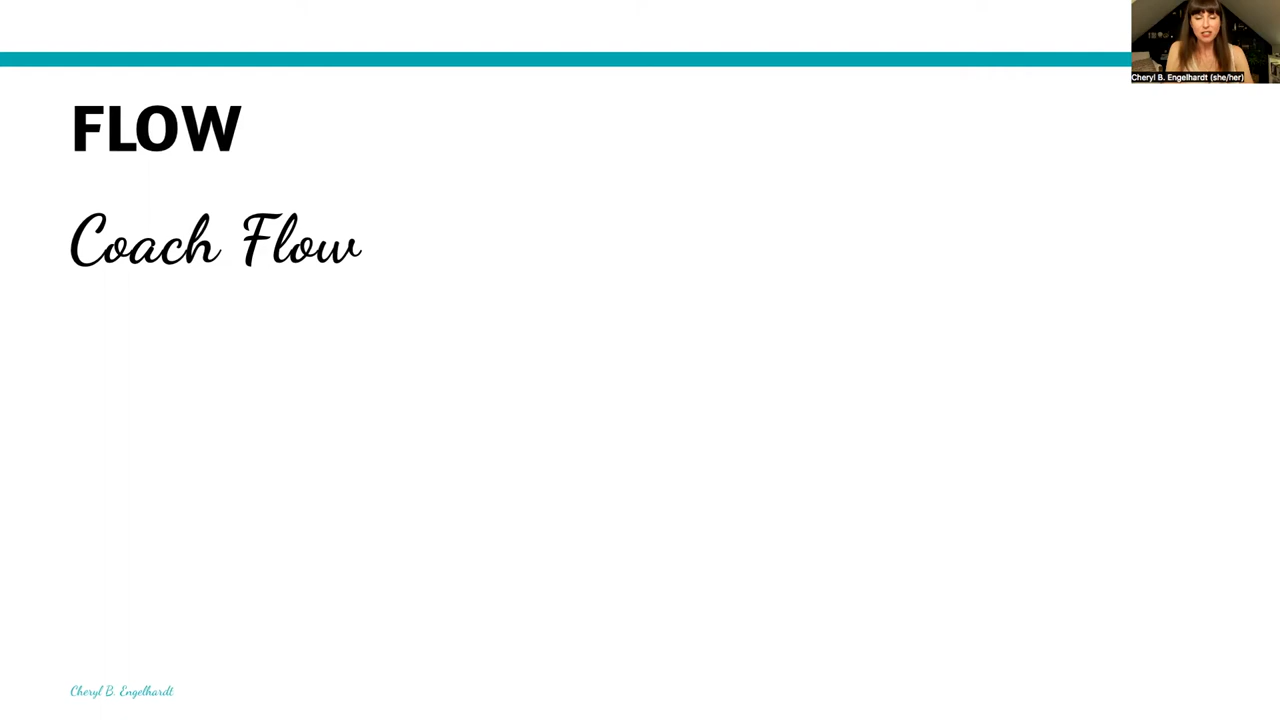 Cheryl B. Engelhardt (she/her)
FLOW
Coach Flow
Cheryl B. Engelhardt